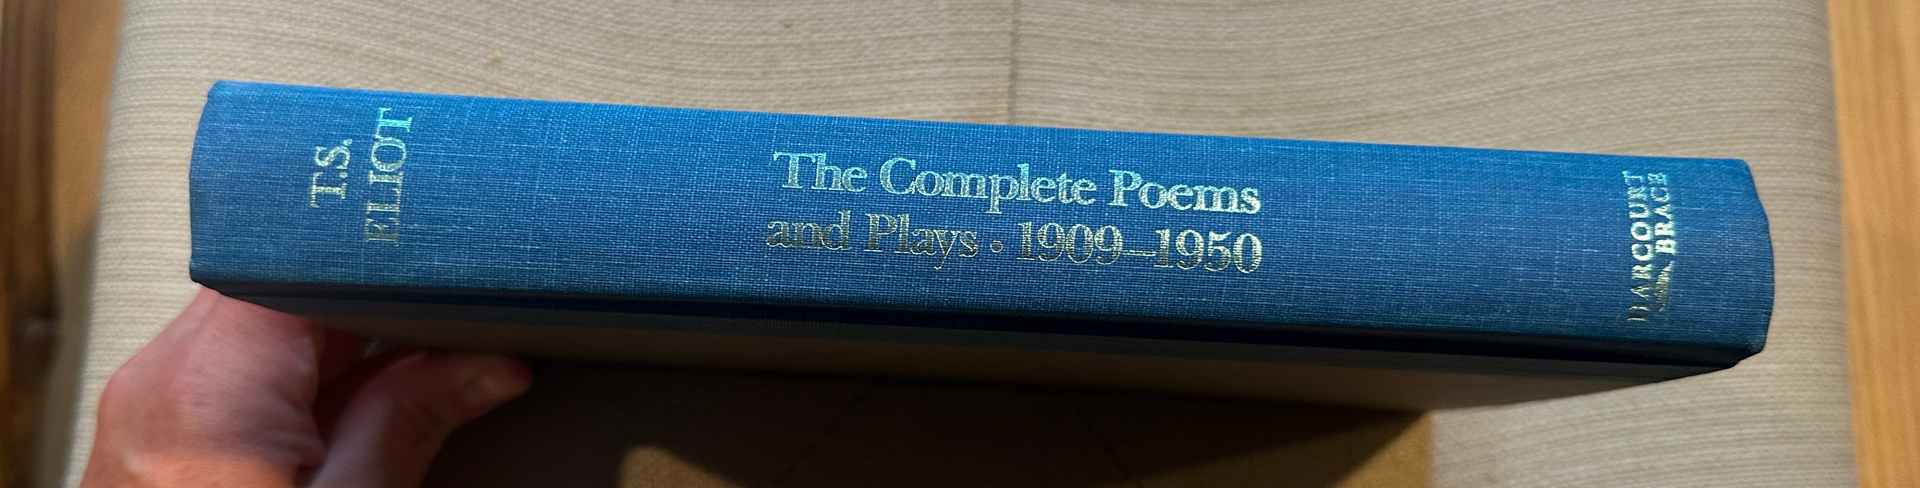 T.S.
ELIOT
The Complete Poems
and Plays • 1909–1950
HARCOURT
BRACE